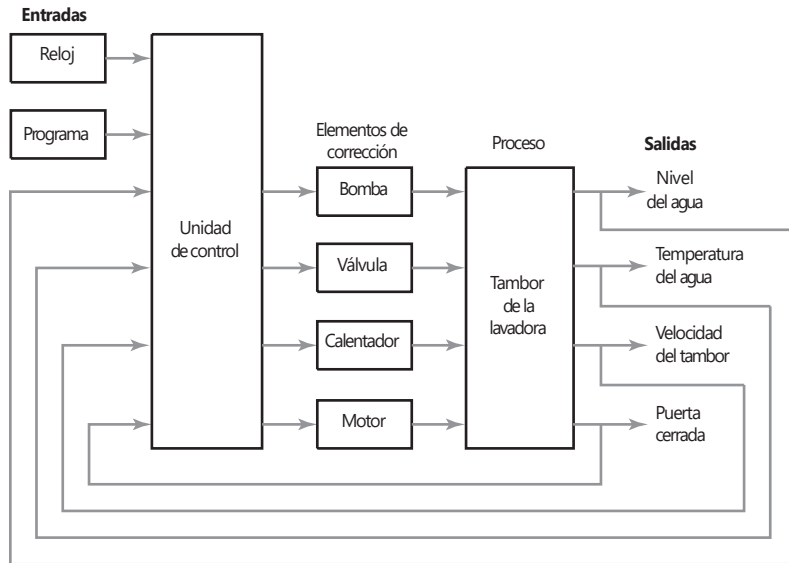 Entradas
Reloj
Programa
Unidad
de control
Elementos de
corrección
Bomba
Válvula
Calentador
Motor
Proceso
Tambor
de la
lavadora
Salidas
Nivel
del agua
Temperatura
del agua
Velocidad
del tambor
Puerta
cerrada